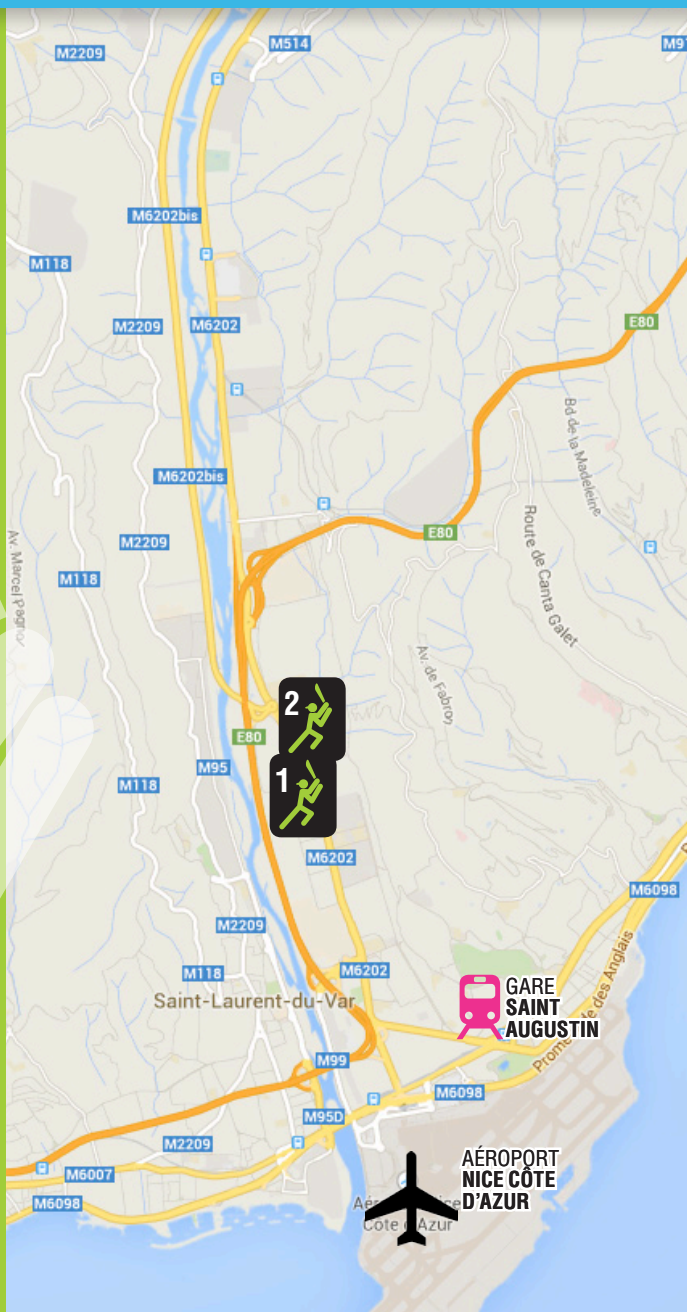 M2209
M514
M6202bis
M118
M2209
M6202
E80
Bd de la Madeleine
M6202bis
M2209
E80
Route de Canta Galet
Av. Marcel
M118
Av. de Fabron
2
E80
1
M95
M118
M6202
M6098
M2209
M118
M6202
Saint-Laurent-du-Var
GARE
SAINT
AUGUSTIN
Promenade des Anglais
M99
M6098
M95D
M2209
M6007
M6098
AÉROPORT
NICE CÔTE
D'AZUR
Côte d'Azur